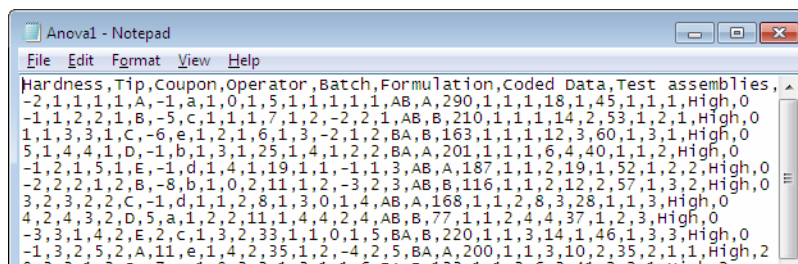 Anova1 - Notepad
File Edit Format View Help
Hardness,Tip,Coupon,Operator,Batch,Formulation,Coded Data,Test assemblies,
-2,1,1,1,1,A,-1,a,1,0,1,5,1,1,1,1,1,AB,A,290,1,1,1,18,1,45,1,1,1,High,0
-1,1,2,2,1,B,-5,c,1,1,1,7,1,2,-2,2,1,AB,B,210,1,1,1,14,2,53,1,2,1,High,0
1,1,3,3,1,C,-6,e,1,2,1,6,1,3,-2,1,2,BA,B,163,1,1,1,12,3,60,1,3,1,High,0
5,1,4,4,1,D,-1,b,1,3,1,25,1,4,1,2,2,BA,A,201,1,1,1,6,4,40,1,1,2,High,0
-1,2,1,5,1,E,-1,d,1,4,1,19,1,1,-1,1,3,AB,A,187,1,1,2,19,1,52,1,2,2,High,0
-2,2,2,1,2,B,-8,b,1,0,2,11,1,2,-3,2,3,AB,B,116,1,1,2,12,2,57,1,3,2,High,0
3,2,3,2,2,C,-1,d,1,1,2,8,1,3,0,1,4,AB,A,168,1,1,2,8,3,28,1,1,3,High,0
4,2,4,3,2,D,5,a,1,2,2,11,1,4,4,2,4,AB,B,77,1,1,2,4,4,37,1,2,3,High,0
-3,3,1,4,2,E,2,c,1,3,2,33,1,1,0,1,5,BA,B,220,1,1,3,14,1,46,1,3,3,High,0
-1,3,2,5,2,A,11,e,1,4,2,35,1,2,-4,2,5,BA,A,200,1,1,3,10,2,35,2,1,1,High,2